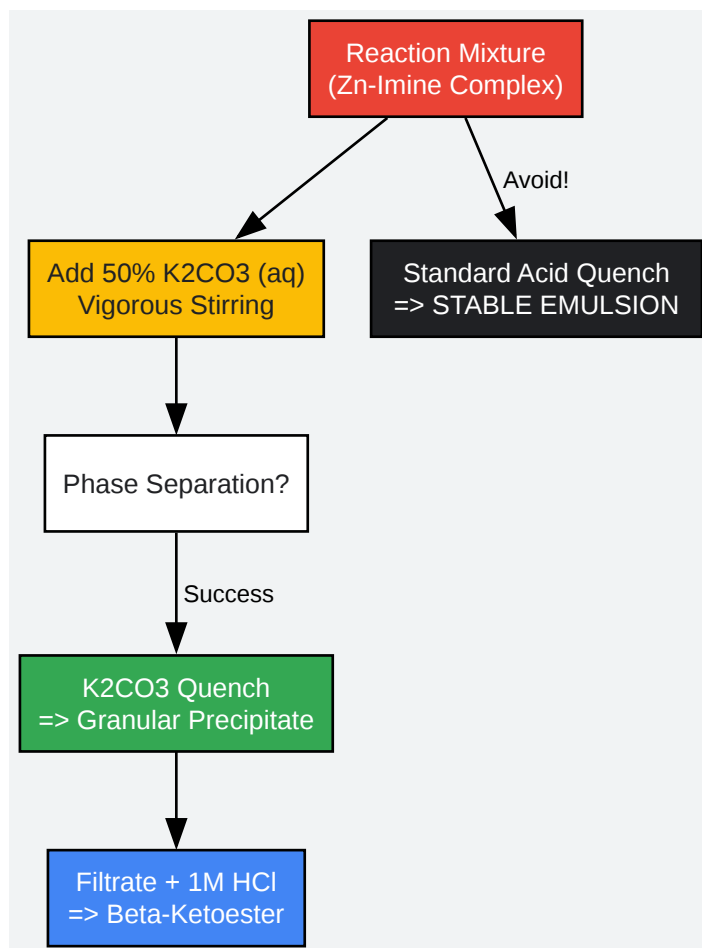 Reaction Mixture
(Zn-Imine Complex)
Avoid!
Add 50% K2CO3 (aq)
Vigorous Stirring
Standard Acid Quench
=> STABLE EMULSION
Phase Separation?
Success
K2CO3 Quench
=> Granular Precipitate
Filtrate + 1M HCl
=> Beta-Ketoester